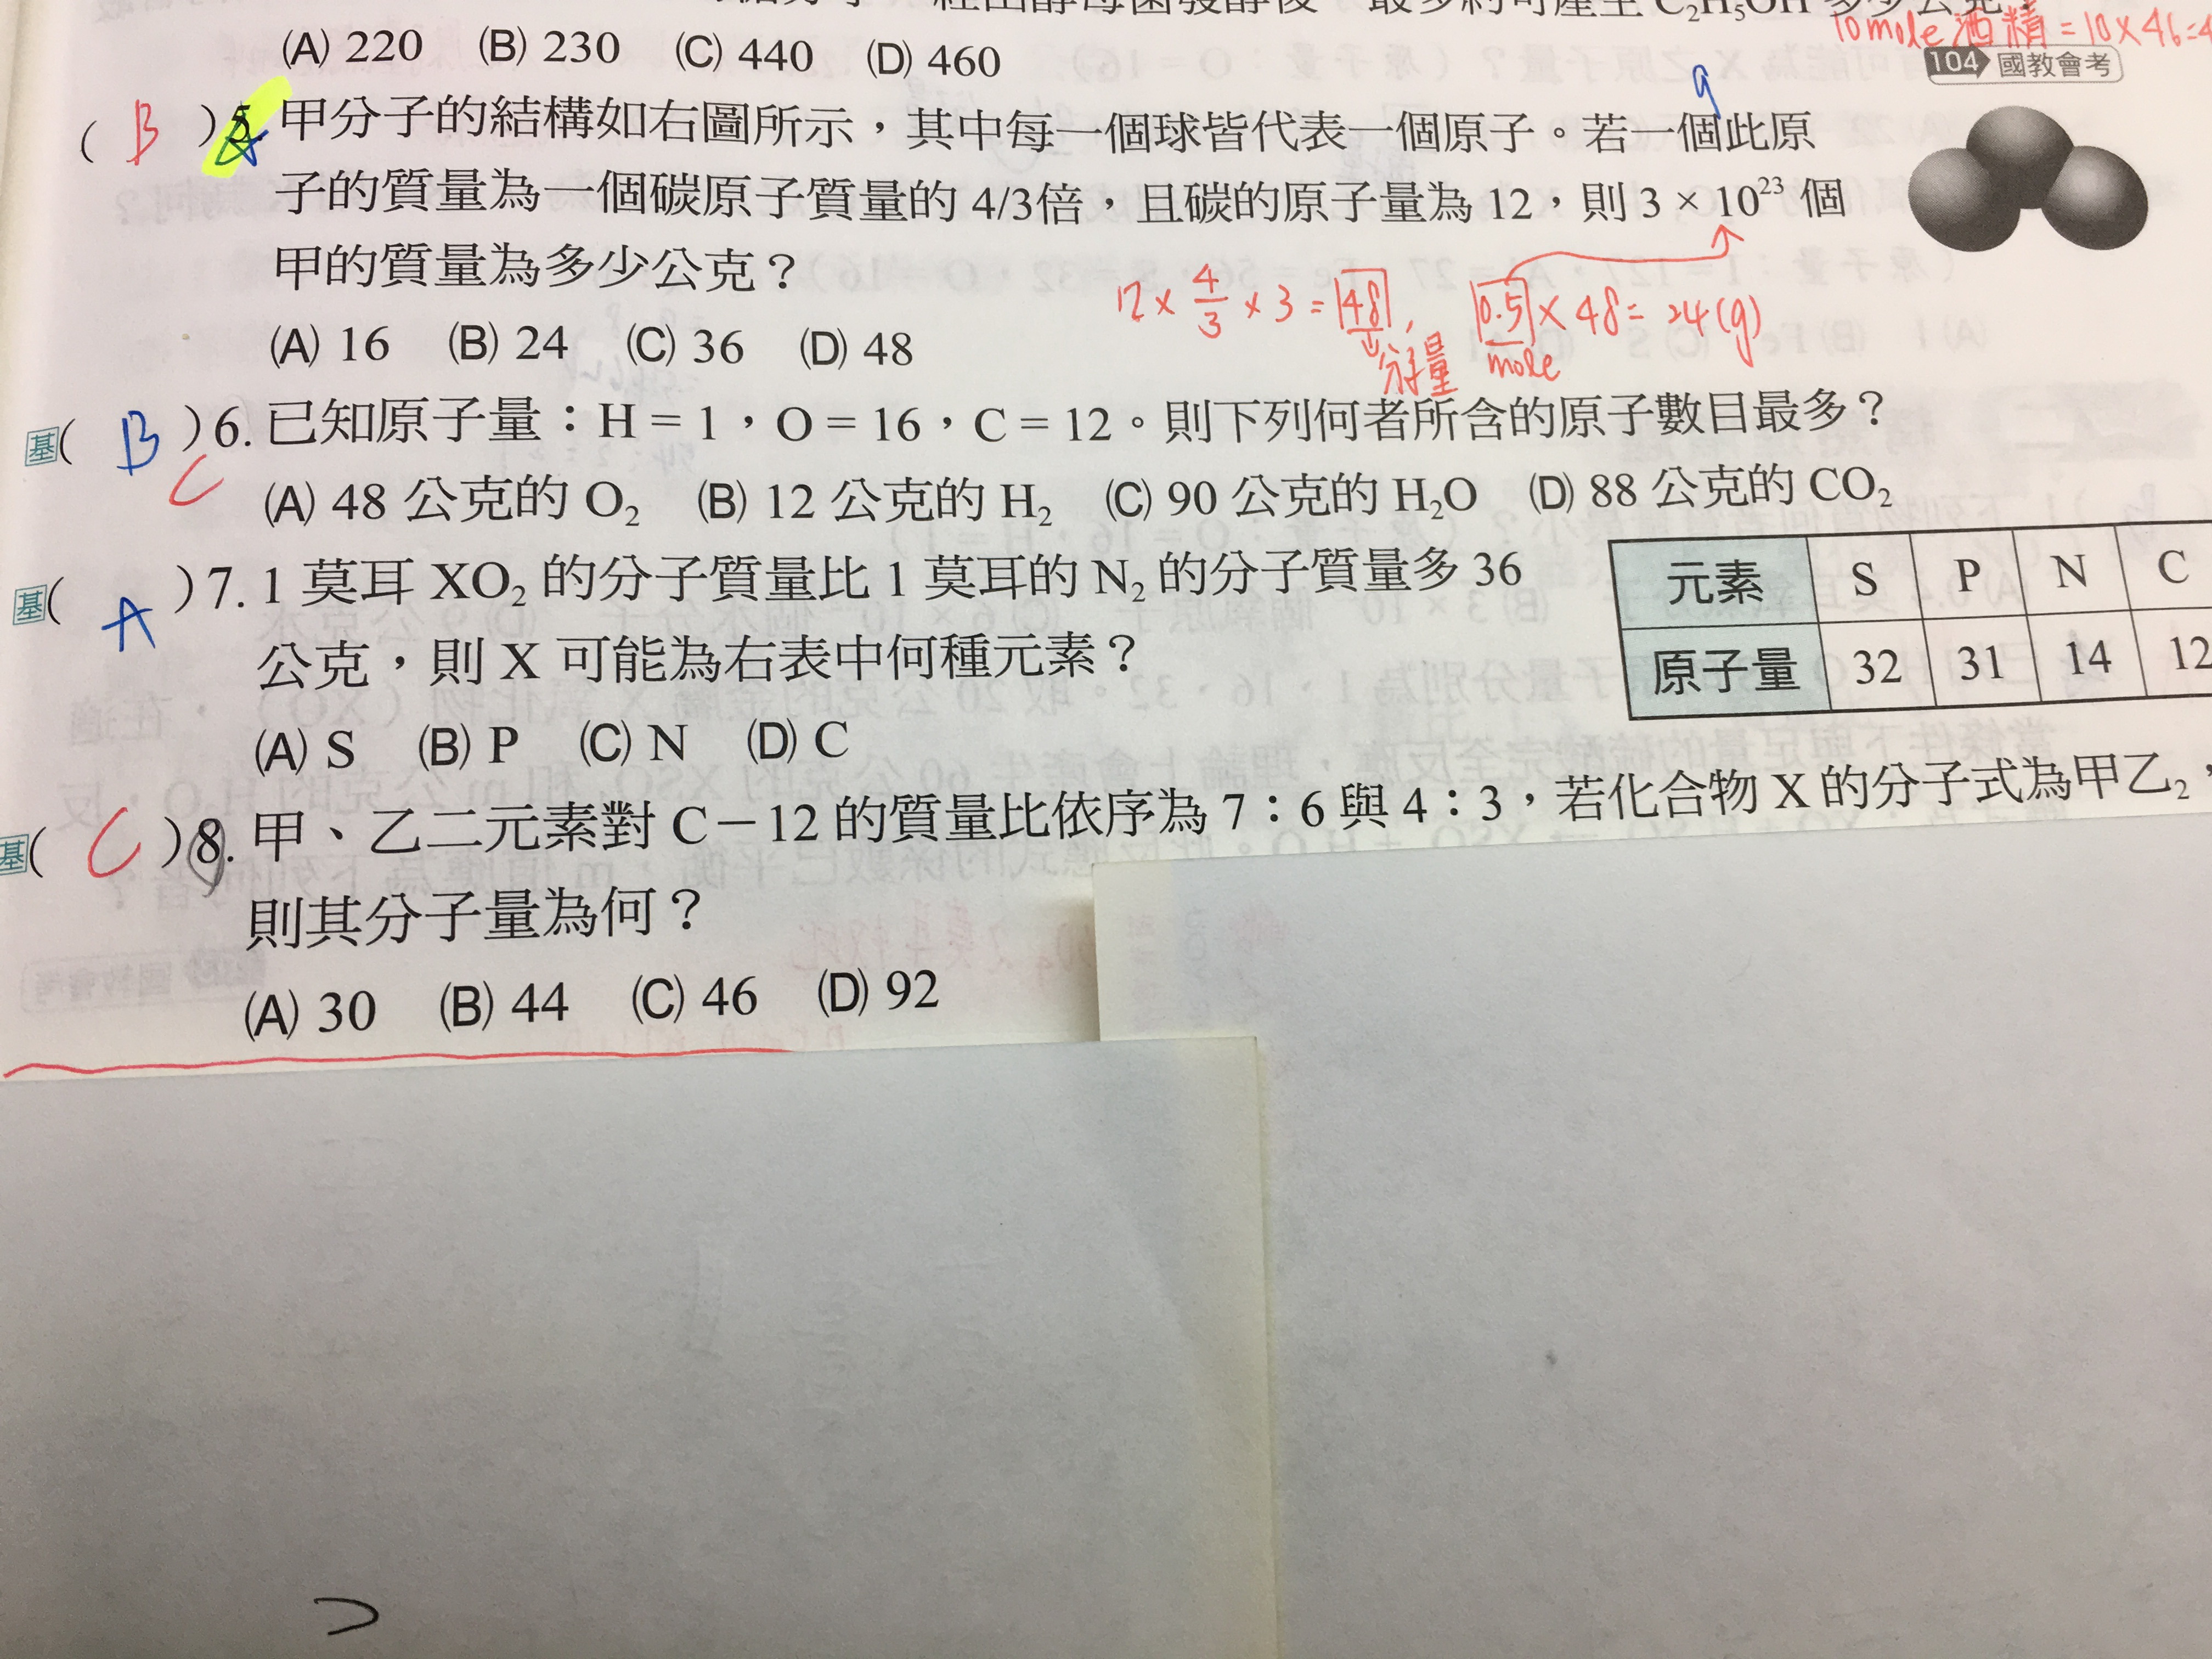 C₂H₅OH 多少公克？
10 mole 酒精 = 10 × 46 =
(A) 220 (B) 230 (C) 440 (D) 460
104 國教會考
( B )5. 甲分子的結構如右圖所示，其中每一個球皆代表一個原子。若一個此原
子的質量為一個碳原子質量的 4/3倍，且碳的原子量為 12，則 3 × 10²³ 個
甲的質量為多少公克？
12 × 4/3 × 3 = 48, 0.5 × 48 = 24(g)
分子量 mole
(A) 16 (B) 24 (C) 36 (D) 48
基( B )6. 已知原子量：H = 1，O = 16，C = 12。則下列何者所含的原子數目最多？
C
(A) 48 公克的 O₂ (B) 12 公克的 H₂ (C) 90 公克的 H₂O (D) 88 公克的 CO₂
基( A )7. 1 莫耳 XO₂ 的分子質量比 1 莫耳的 N₂ 的分子質量多 36
公克，則 X 可能為右表中何種元素？
(A) S (B) P (C) N (D) C
元素 S P N C
原子量 32 31 14 12
基( C )8. 甲、乙二元素對 C－12 的質量比依序為 7：6 與 4：3，若化合物 X 的分子式為甲乙₂，
則其分子量為何？
(A) 30 (B) 44 (C) 46 (D) 92